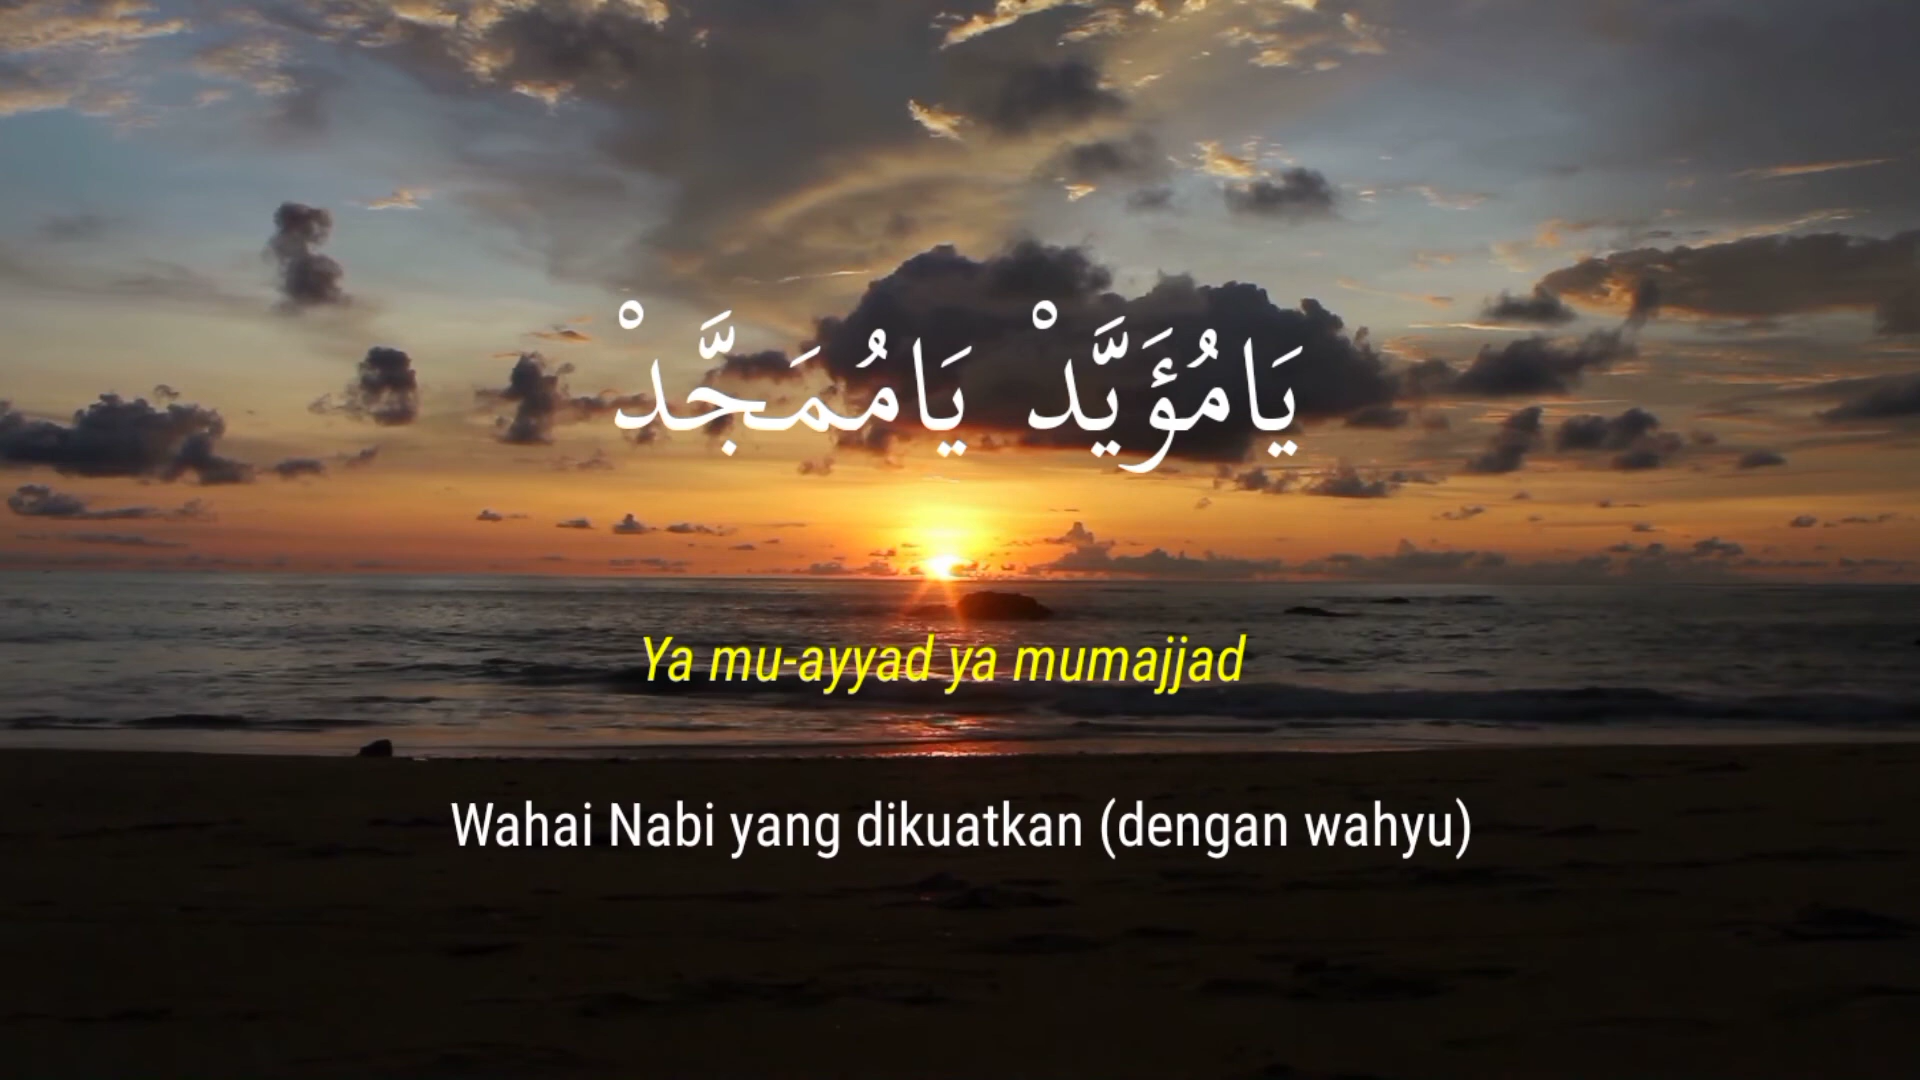 يَامُؤَيَّدْ يَامُمَجَّدْ
Ya mu-ayyad ya mumajjad
Wahai Nabi yang dikuatkan (dengan wahyu)